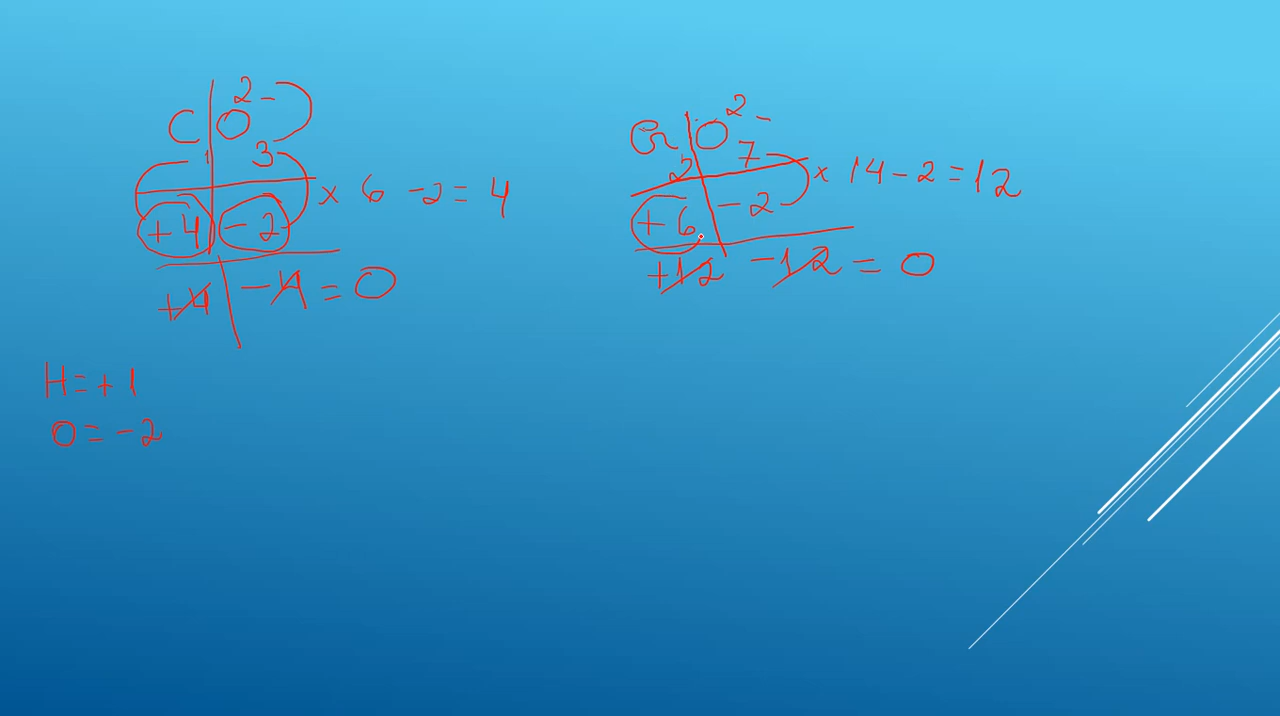 C O 2-
1 3
+4 -2 x 6 -2 = 4
+4 -4 = 0
Cr O 2-
2 7
+6 -2 x 14 - 2 = 12
+12 -12 = 0
H = +1
O = -2